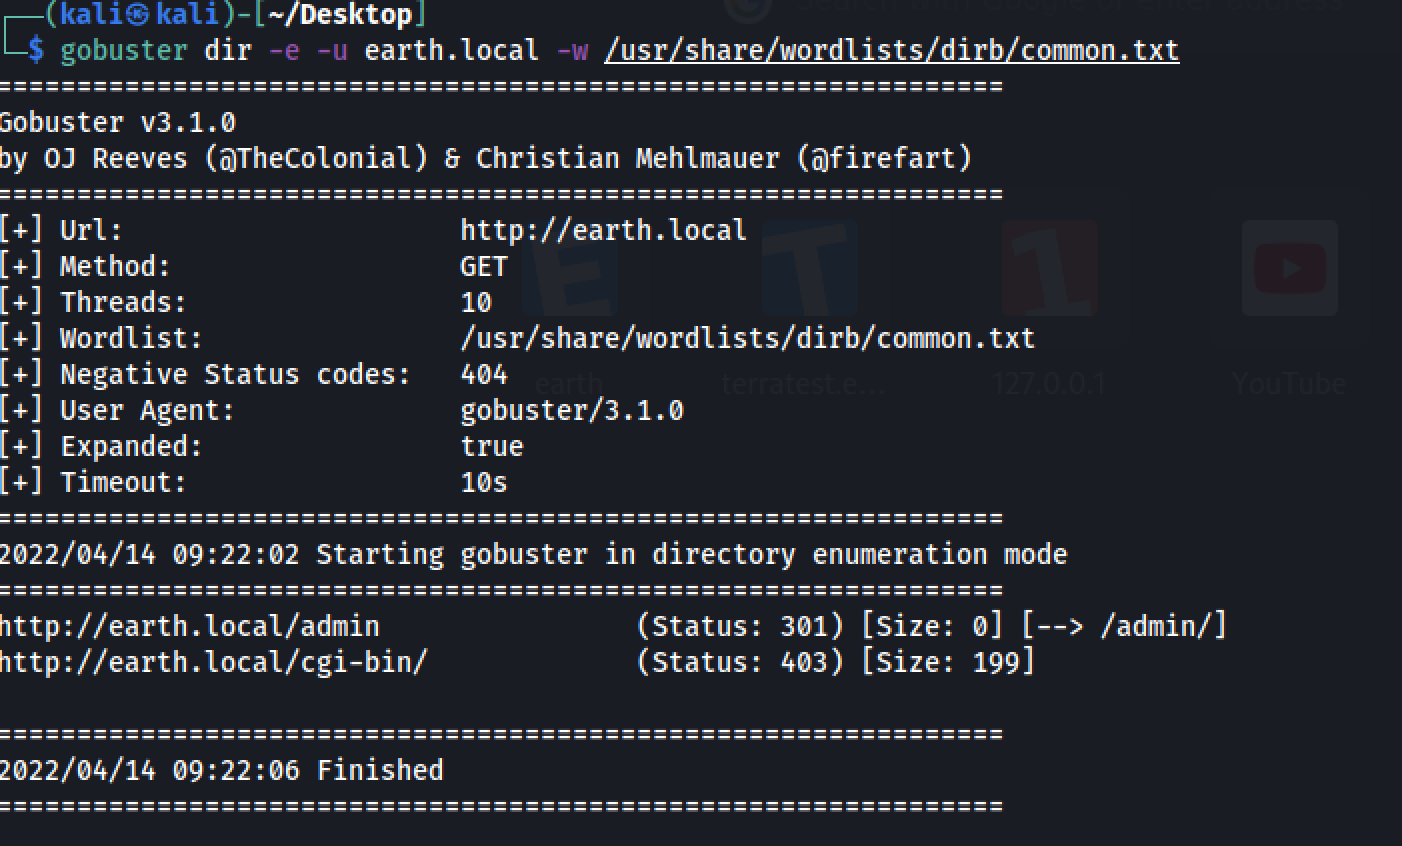 ┌──(kali㉿kali)-[~/Desktop]
└─$ gobuster dir -e -u earth.local -w /usr/share/wordlists/dirb/common.txt
===============================================================
Gobuster v3.1.0
by OJ Reeves (@TheColonial) & Christian Mehlmauer (@firefart)
===============================================================
[+] Url:                     http://earth.local
[+] Method:                  GET
[+] Threads:                 10
[+] Wordlist:                /usr/share/wordlists/dirb/common.txt
[+] Negative Status codes:   404
[+] User Agent:              gobuster/3.1.0
[+] Expanded:                true
[+] Timeout:                 10s
===============================================================
2022/04/14 09:22:02 Starting gobuster in directory enumeration mode
===============================================================
http://earth.local/admin                (Status: 301) [Size: 0] [--> /admin/]
http://earth.local/cgi-bin/             (Status: 403) [Size: 199]
===============================================================
2022/04/14 09:22:06 Finished
===============================================================
E T 1
earth terratest.e... 127.0.0.1 YouTube